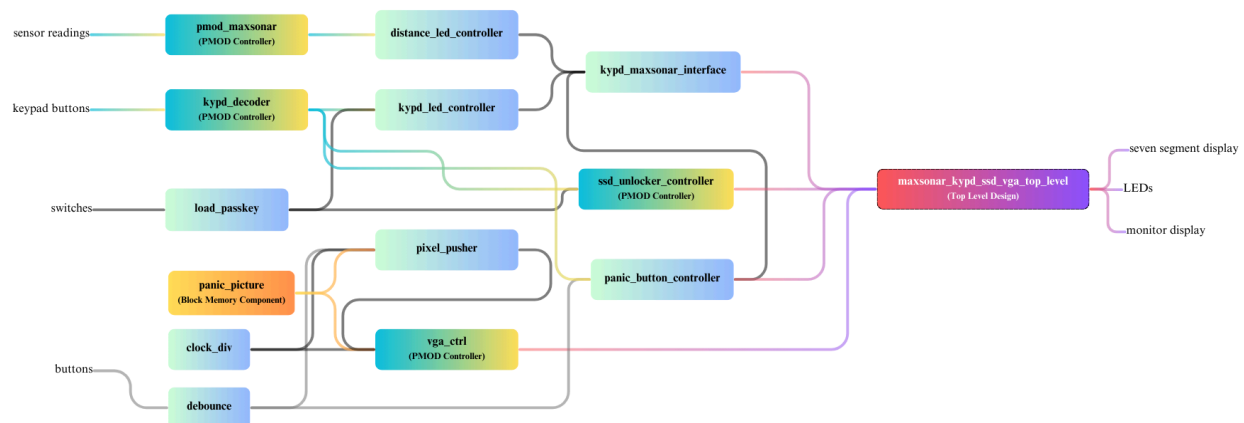 sensor readings
pmod_maxsonar
(PMOD Controller)
distance_led_controller
kypd_maxsonar_interface
keypad buttons
kypd_decoder
(PMOD Controller)
kypd_led_controller
seven segment display
switches
load_passkey
ssd_unlocker_controller
(PMOD Controller)
maxsonar_kypd_ssd_vga_top_level
(Top Level Design)
LEDs
monitor display
pixel_pusher
panic_picture
(Block Memory Component)
panic_button_controller
clock_div
vga_ctrl
(PMOD Controller)
buttons
debounce